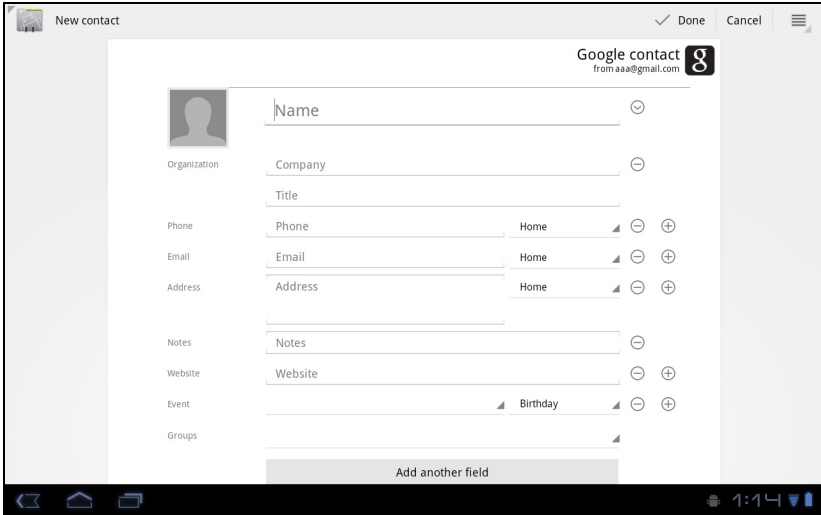 New contact
Done
Cancel
Google contact
from aaa@gmail.com
g
Name
Organization
Company
Title
Phone
Phone
Home
Email
Email
Home
Address
Address
Home
Notes
Notes
Website
Website
Event
Birthday
Groups
Add another field
1:14